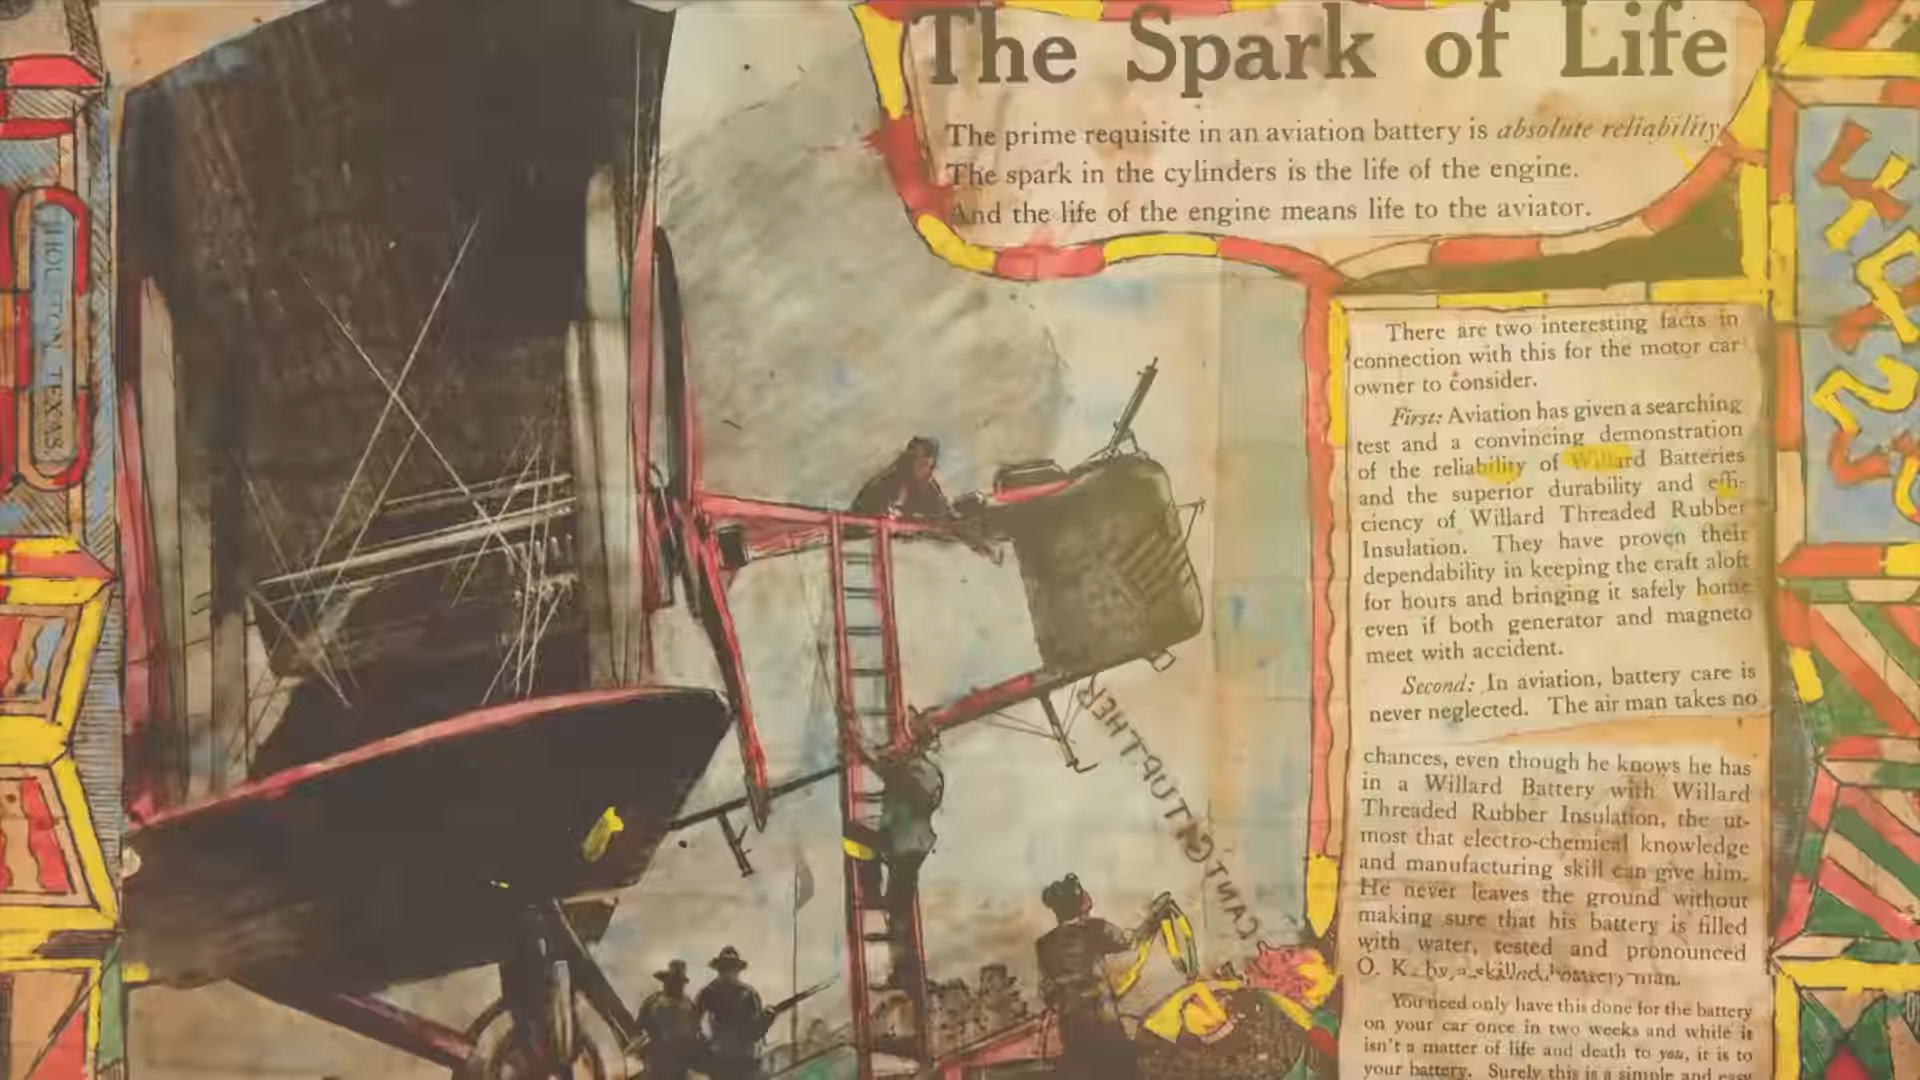 The Spark of Life
The prime requisite in an aviation battery is absolute reliability
The spark in the cylinders is the life of the engine.
And the life of the engine means life to the aviator.
HOUSTON, TEXAS
There are two interesting facts in
connection with this for the motor car
owner to consider.
First: Aviation has given a searching
test and a convincing demonstration
of the reliability of Willard Batteries
and the superior durability and effi-
ciency of Willard Threaded Rubber
Insulation. They have proven their
dependability in keeping the craft aloft
for hours and bringing it safely home
even if both generator and magneto
meet with accident.
Second: In aviation, battery care is
never neglected. The air man takes no
chances, even though he knows he has
in a Willard Battery with Willard
Threaded Rubber Insulation, the ut-
most that electro-chemical knowledge
and manufacturing skill can give him.
He never leaves the ground without
making sure that his battery is filled
with water, tested and pronounced
O. K. by a skilled battery man.
You need only have this done for the battery
on your car once in two weeks and while it
isn't a matter of life and death to you, it is to
your battery. Surely this is a simple and easy